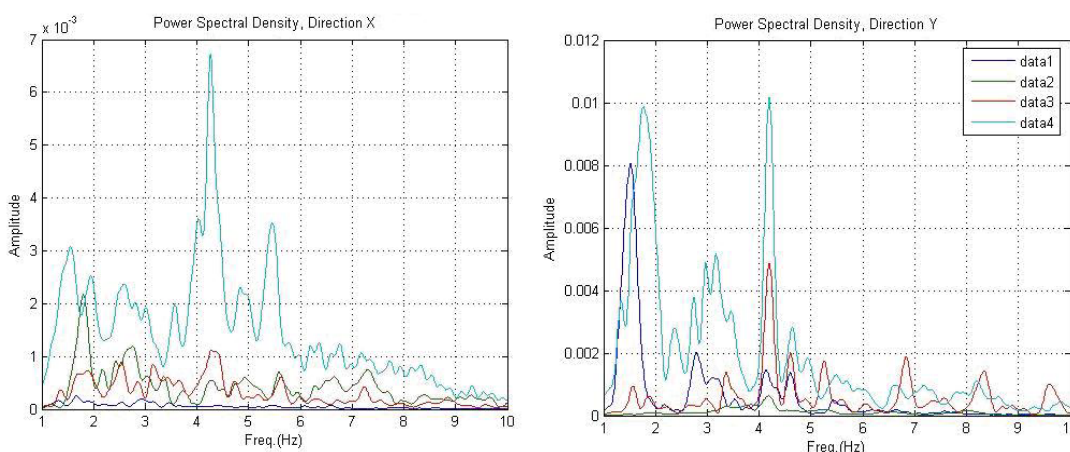 Power Spectral Density, Direction X
x 10⁻³
7
6
5
4
3
2
1
0
Amplitude
1 2 3 4 5 6 7 8 9 10
Freq.(Hz)
Power Spectral Density, Direction Y
0.012
0.01
0.008
0.006
0.004
0.002
0
Amplitude
data1
data2
data3
data4
1 2 3 4 5 6 7 8 9 1
Freq.(Hz)